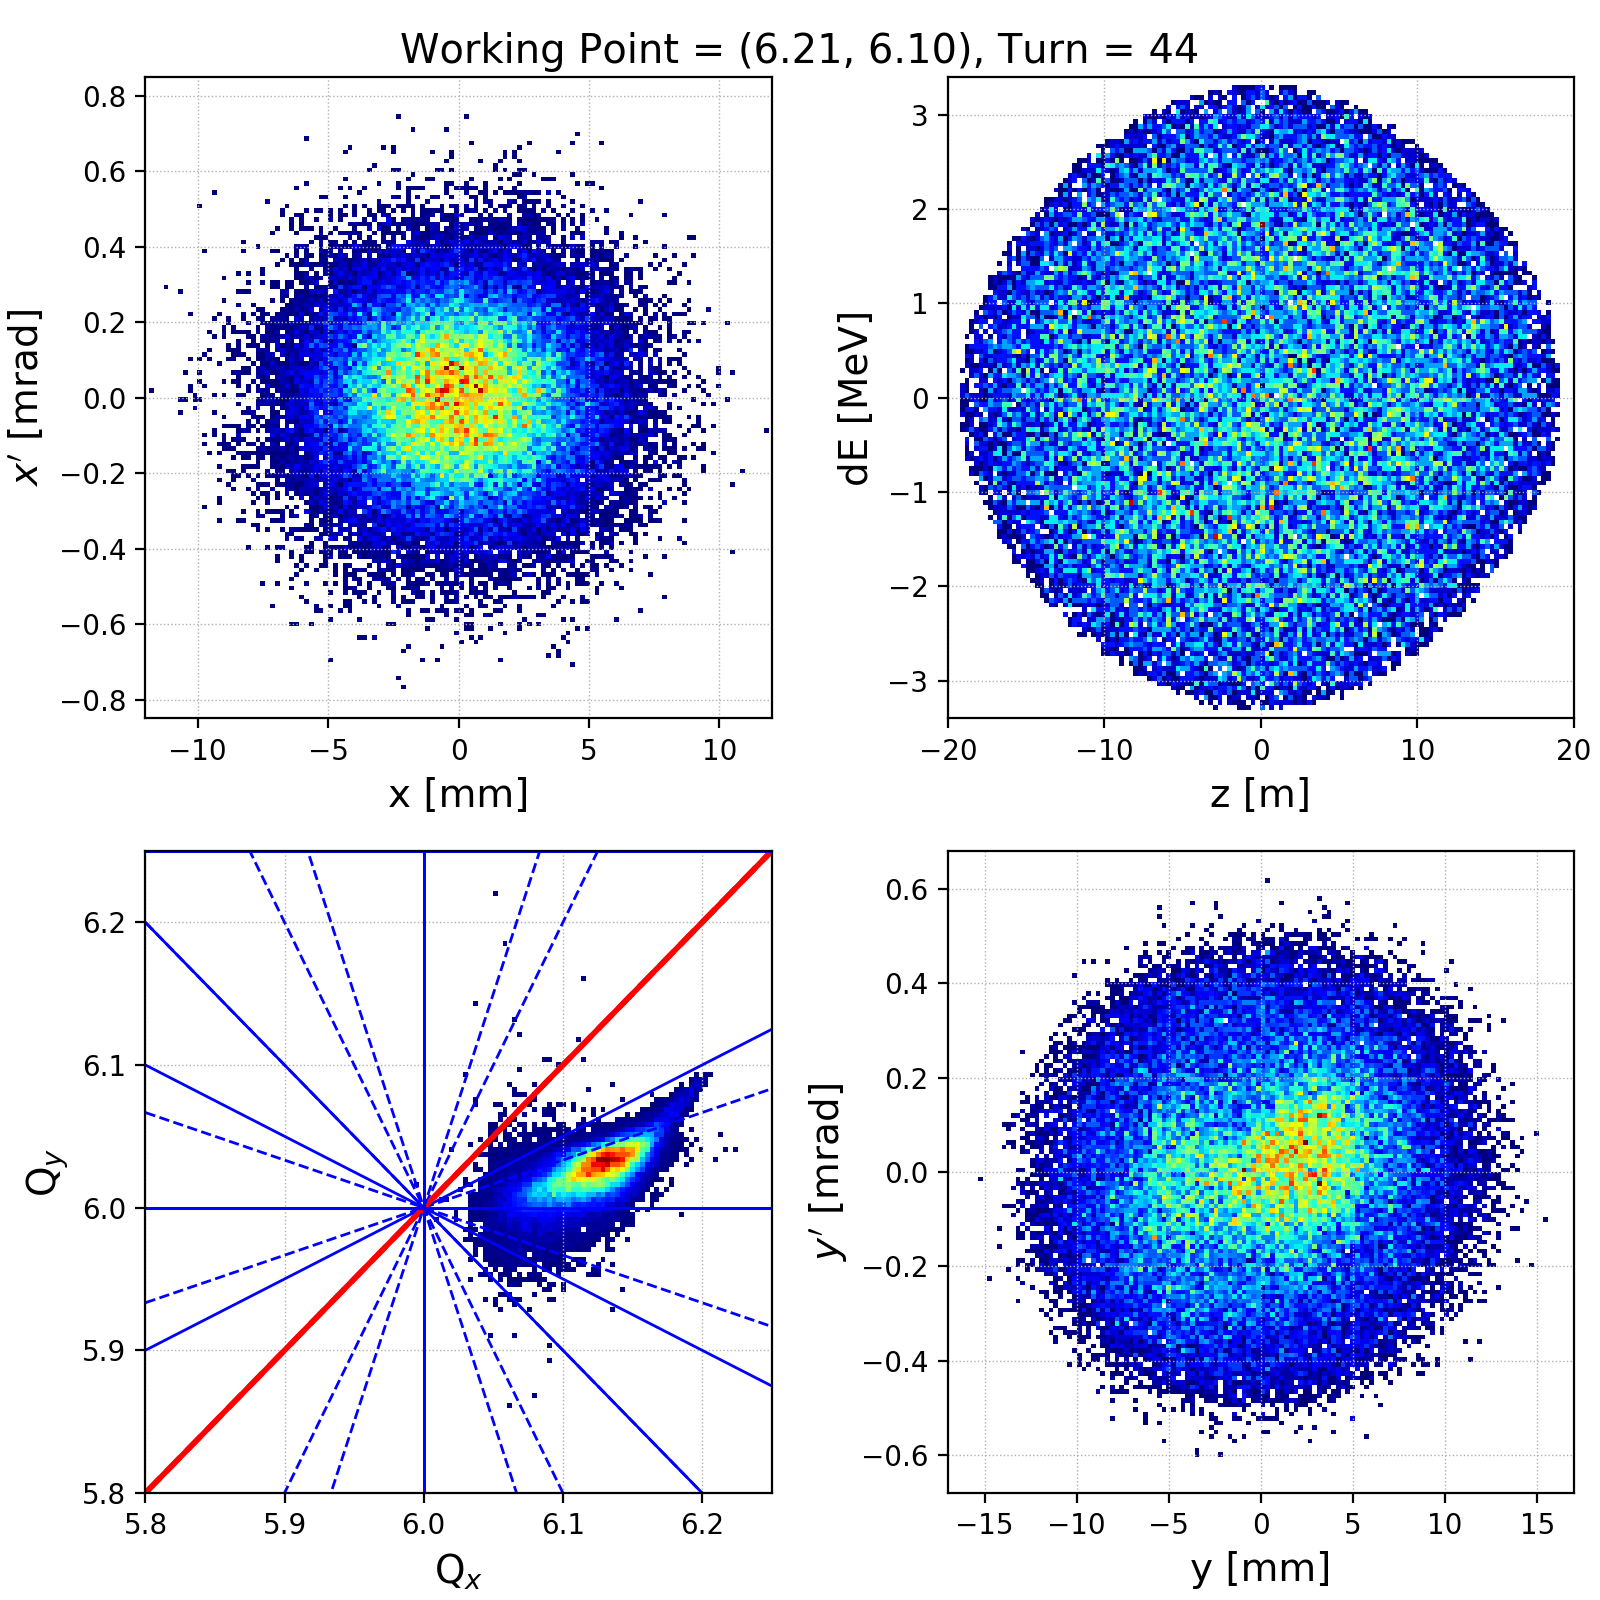 Working Point = (6.21, 6.10), Turn = 44
0.8
0.6
0.4
0.2
0.0
−0.2
−0.4
−0.6
−0.8
x′ [mrad]
−10 −5 0 5 10
x [mm]
3
2
1
0
−1
−2
−3
dE [MeV]
−20 −10 0 10 20
z [m]
6.2
6.1
6.0
5.9
5.8
Qy
5.8 5.9 6.0 6.1 6.2
Qx
0.6
0.4
0.2
0.0
−0.2
−0.4
−0.6
y′ [mrad]
−15 −10 −5 0 5 10 15
y [mm]